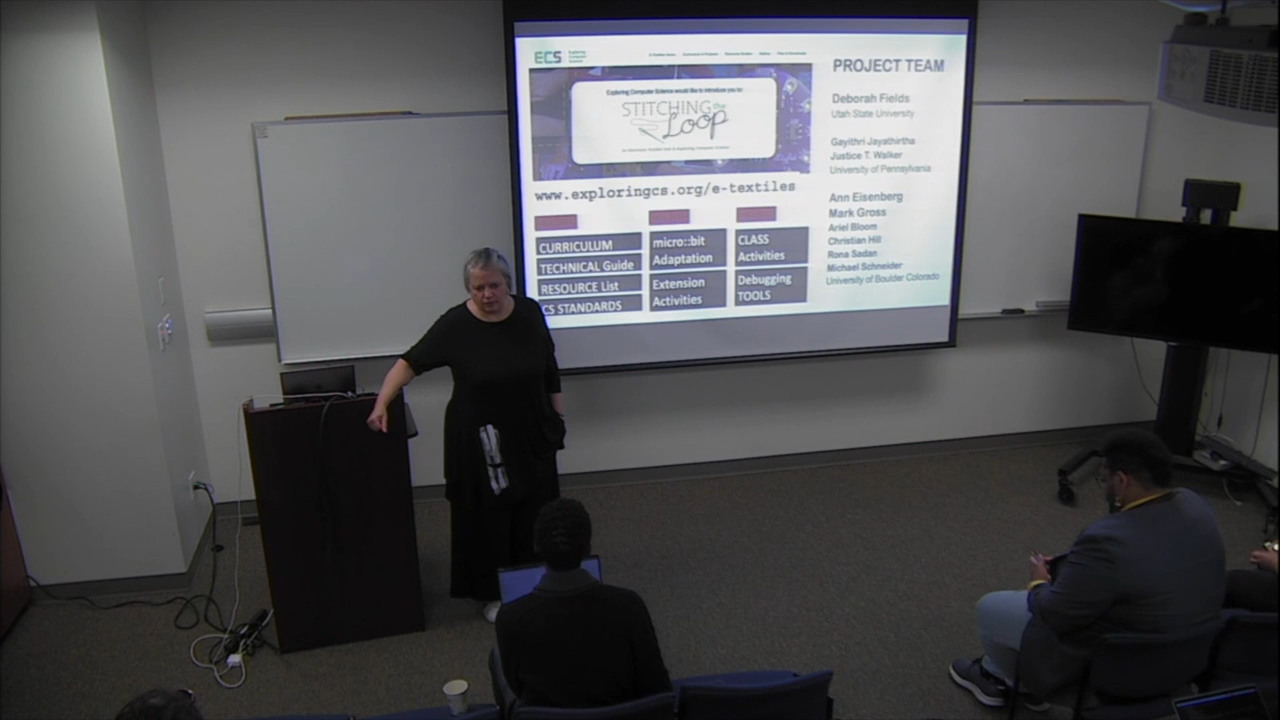 ECS
Exploring
Computer
Science
Exploring Computer Science would like to introduce you to:
STITCHING the
Loop
www.exploringcs.org/e-textiles
CURRICULUM
TECHNICAL Guide
RESOURCE List
CS STANDARDS
micro::bit
Adaptation
Extension
Activities
CLASS
Activities
Debugging
TOOLS
PROJECT TEAM
Deborah Fields
Utah State University
Gayithri Jayathirtha
Justice T. Walker
University of Pennsylvania
Ann Eisenberg
Mark Gross
Ariel Bloom
Christian Hill
Rona Sadan
Michael Schneider
University of Boulder Colorado